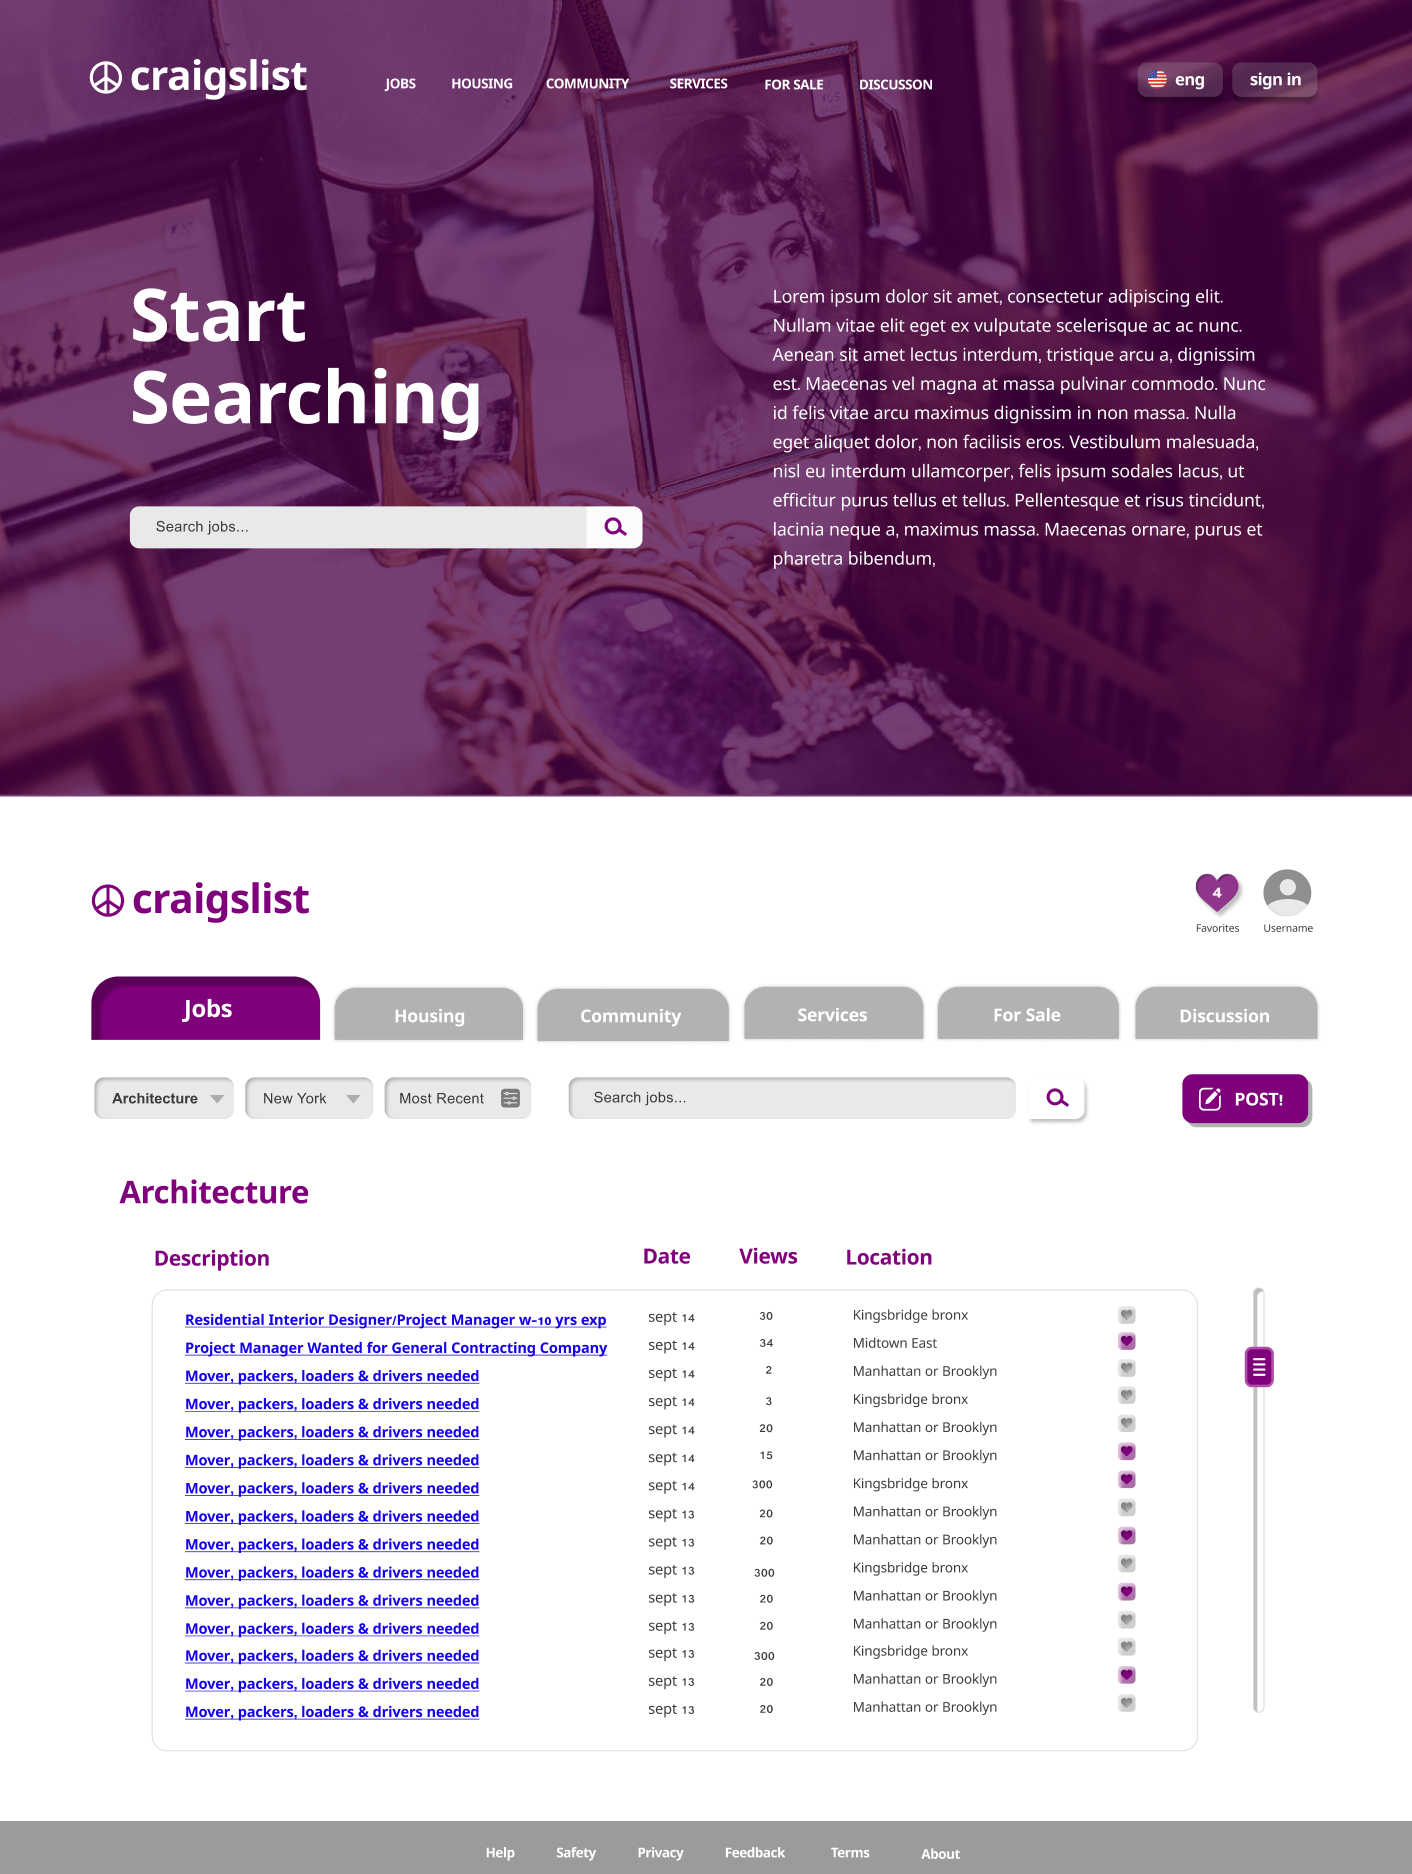 craigslist
JOBS HOUSING COMMUNITY SERVICES FOR SALE DISCUSSON
eng sign in
Start
Searching
Search jobs...
Lorem ipsum dolor sit amet, consectetur adipiscing elit.
Nullam vitae elit eget ex vulputate scelerisque ac ac nunc.
Aenean sit amet lectus interdum, tristique arcu a, dignissim
est. Maecenas vel magna at massa pulvinar commodo. Nunc
id felis vitae arcu maximus dignissim in non massa. Nulla
eget aliquet dolor, non facilisis eros. Vestibulum malesuada,
nisl eu interdum ullamcorper, felis ipsum sodales lacus, ut
efficitur purus tellus et tellus. Pellentesque et risus tincidunt,
lacinia neque a, maximus massa. Maecenas ornare, purus et
pharetra bibendum,
craigslist
4
Favorites Username
Jobs Housing Community Services For Sale Discussion
Architecture New York Most Recent Search jobs... POST!
Architecture
Description Date Views Location
Residential Interior Designer/Project Manager w-10 yrs exp sept 14 30 Kingsbridge bronx
Project Manager Wanted for General Contracting Company sept 14 34 Midtown East
Mover, packers, loaders & drivers needed sept 14 2 Manhattan or Brooklyn
Mover, packers, loaders & drivers needed sept 14 3 Kingsbridge bronx
Mover, packers, loaders & drivers needed sept 14 20 Manhattan or Brooklyn
Mover, packers, loaders & drivers needed sept 14 15 Manhattan or Brooklyn
Mover, packers, loaders & drivers needed sept 14 300 Kingsbridge bronx
Mover, packers, loaders & drivers needed sept 13 20 Manhattan or Brooklyn
Mover, packers, loaders & drivers needed sept 13 20 Manhattan or Brooklyn
Mover, packers, loaders & drivers needed sept 13 300 Kingsbridge bronx
Mover, packers, loaders & drivers needed sept 13 20 Manhattan or Brooklyn
Mover, packers, loaders & drivers needed sept 13 20 Manhattan or Brooklyn
Mover, packers, loaders & drivers needed sept 13 300 Kingsbridge bronx
Mover, packers, loaders & drivers needed sept 13 20 Manhattan or Brooklyn
Mover, packers, loaders & drivers needed sept 13 20 Manhattan or Brooklyn
Help Safety Privacy Feedback Terms About